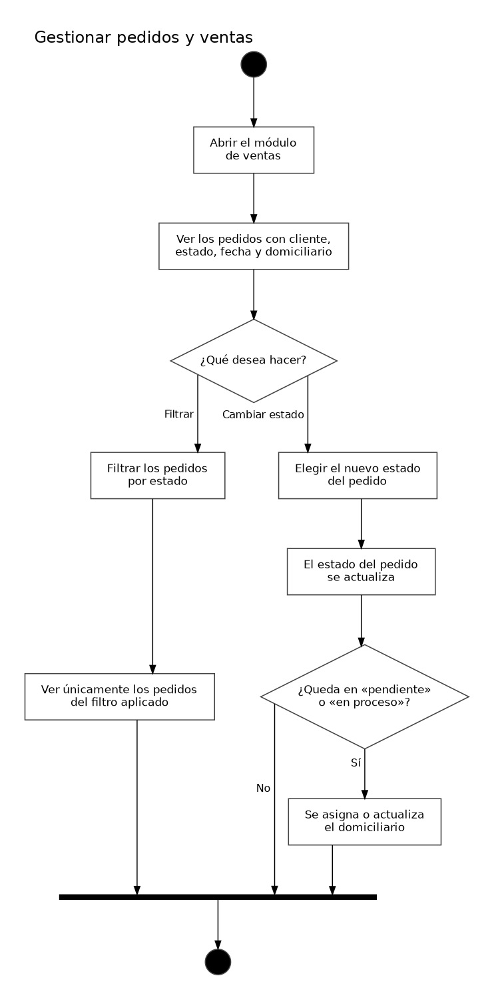 Gestionar pedidos y ventas
Abrir el módulo
de ventas
Ver los pedidos con cliente,
estado, fecha y domiciliario
¿Qué desea hacer?
Filtrar
Cambiar estado
Filtrar los pedidos
por estado
Elegir el nuevo estado
del pedido
El estado del pedido
se actualiza
Ver únicamente los pedidos
del filtro aplicado
¿Queda en «pendiente»
o «en proceso»?
Sí
No
Se asigna o actualiza
el domiciliario